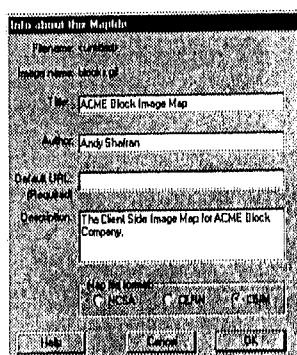 Info about this Mapfile
Filename:
Image name: blocks.gif
Title: ACME Block Image Map
Author: Andy Shafran
Default URL:
(Required)
Description: The Client Side Image Map for ACME Block
Company.
Map file format:
NCSA CERN CSIM
Help Cancel OK